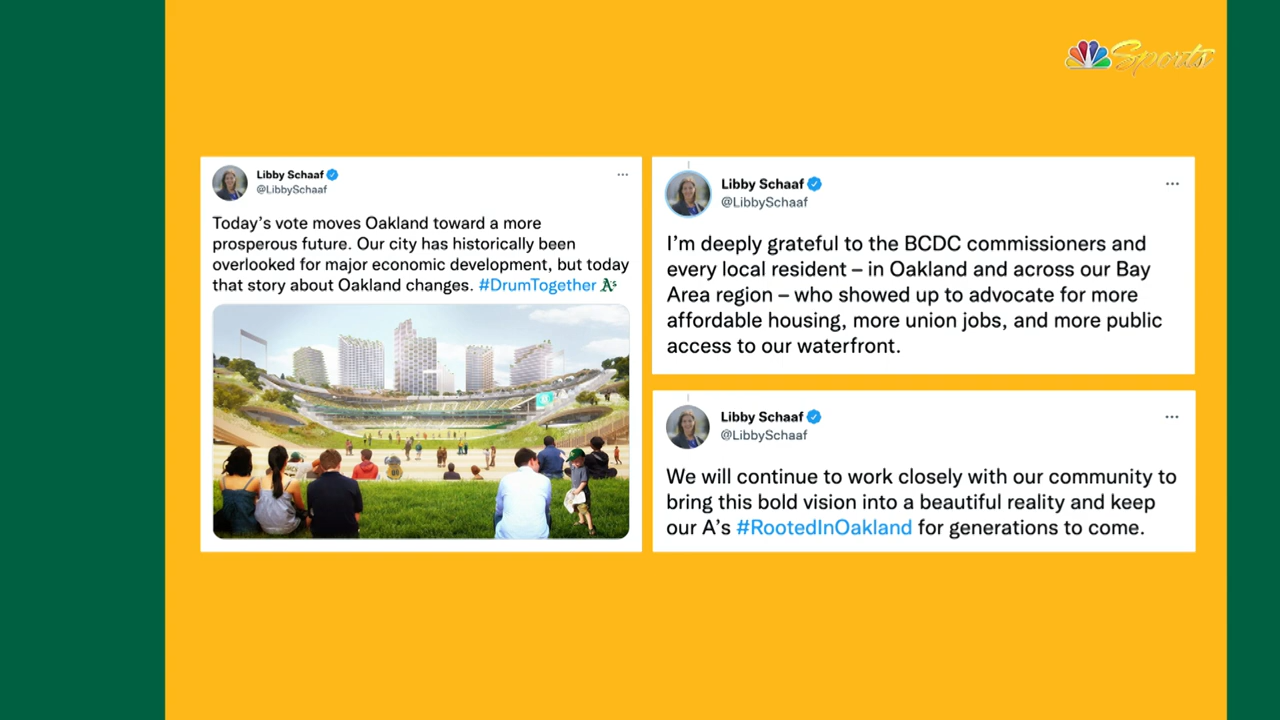 Sports
Libby Schaaf
@LibbySchaaf
Today’s vote moves Oakland toward a more
prosperous future. Our city has historically been
overlooked for major economic development, but today
that story about Oakland changes. #DrumTogether A's
Libby Schaaf
@LibbySchaaf
I’m deeply grateful to the BCDC commissioners and
every local resident – in Oakland and across our Bay
Area region – who showed up to advocate for more
affordable housing, more union jobs, and more public
access to our waterfront.
Libby Schaaf
@LibbySchaaf
We will continue to work closely with our community to
bring this bold vision into a beautiful reality and keep
our A’s #RootedInOakland for generations to come.